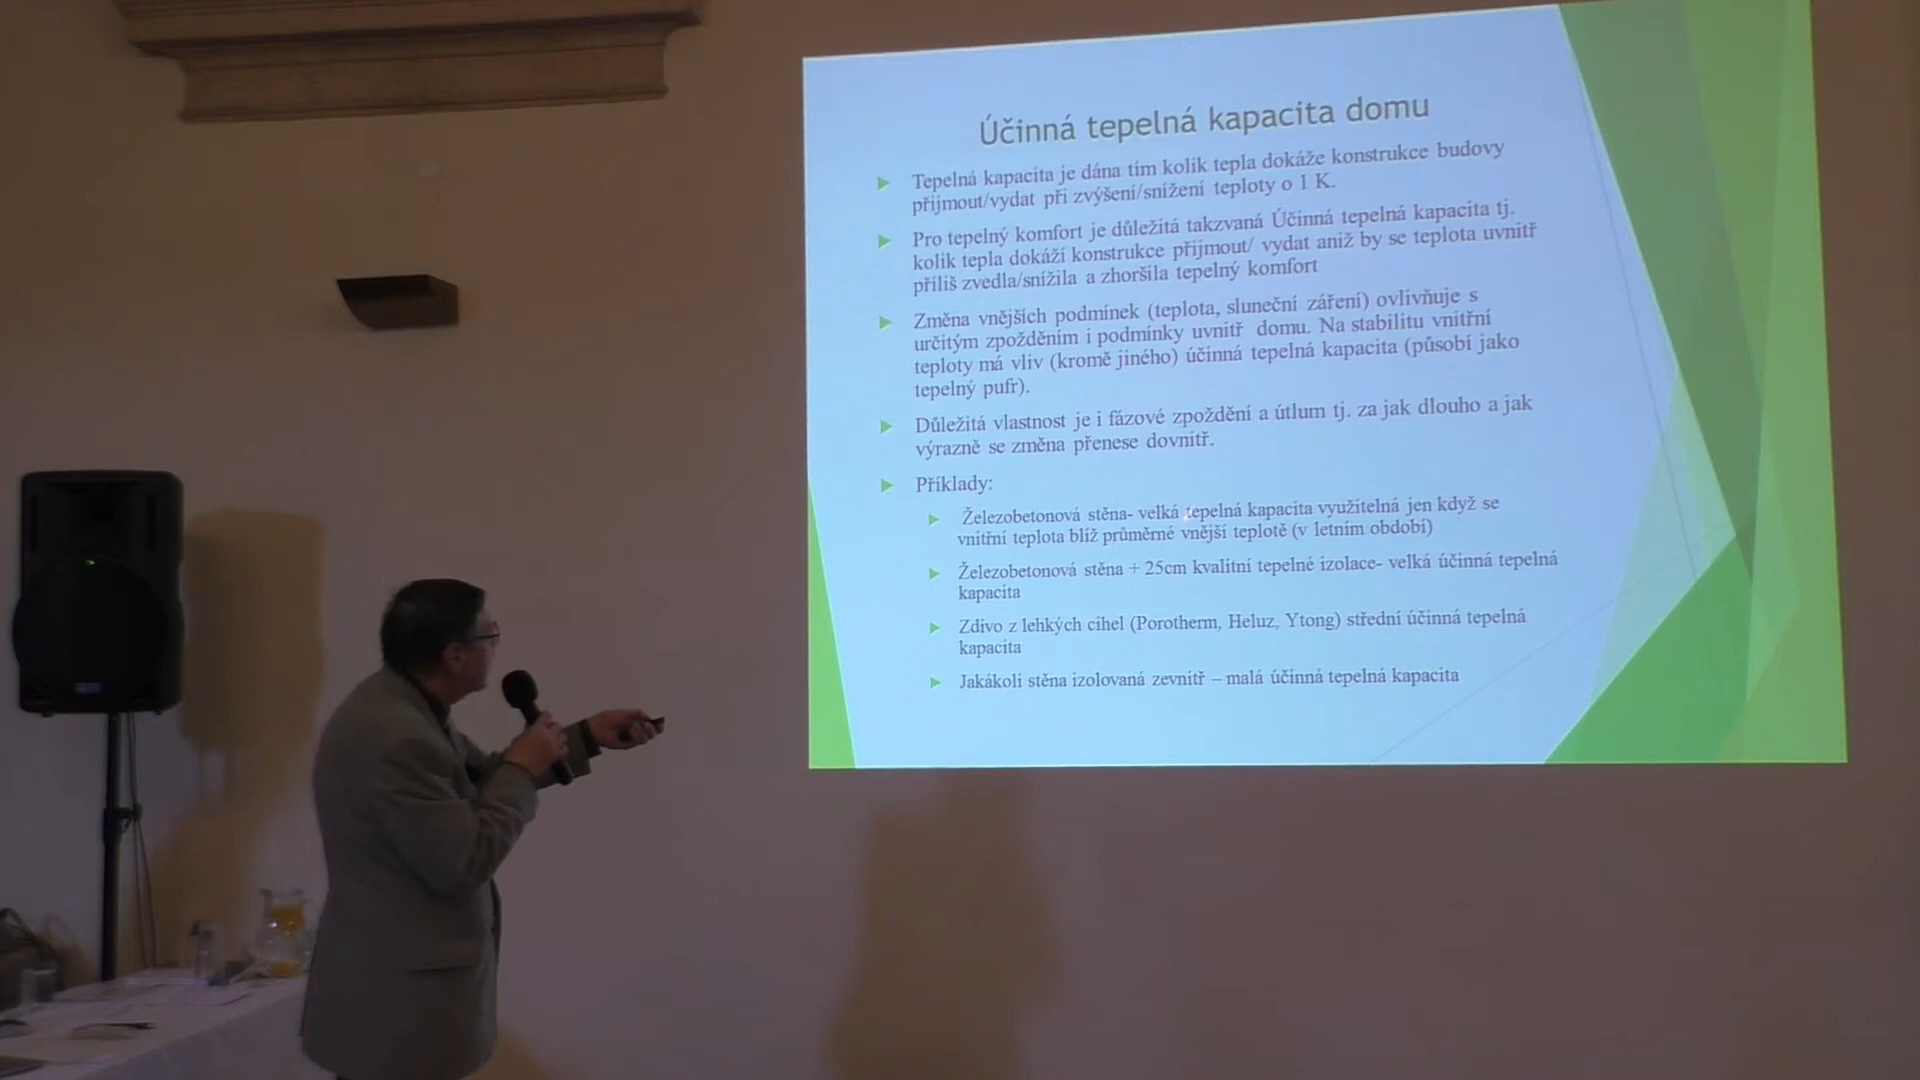 Účinná tepelná kapacita domu
Tepelná kapacita je dána tím kolik tepla dokáže konstrukce budovy
přijmout/vydat při zvýšení/snížení teploty o 1 K.
Pro tepelný komfort je důležitá takzvaná Účinná tepelná kapacita tj.
kolik tepla dokáží konstrukce přijmout/ vydat aniž by se teplota uvnitř
příliš zvedla/snížila a zhoršila tepelný komfort
Změna vnějších podmínek (teplota, sluneční záření) ovlivňuje s
určitým zpožděním i podmínky uvnitř domu. Na stabilitu vnitřní
teploty má vliv (kromě jiného) účinná tepelná kapacita (působí jako
tepelný pufr).
Důležitá vlastnost je i fázové zpoždění a útlum tj. za jak dlouho a jak
výrazně se změna přenese dovnitř.
Příklady:
Železobetonová stěna- velká tepelná kapacita využitelná jen když se
vnitřní teplota blíž průměrné vnější teplotě (v letním období)
Železobetonová stěna + 25cm kvalitní tepelné izolace- velká účinná tepelná
kapacita
Zdivo z lehkých cihel (Porotherm, Heluz, Ytong) střední účinná tepelná
kapacita
Jakákoli stěna izolovaná zevnitř – malá účinná tepelná kapacita